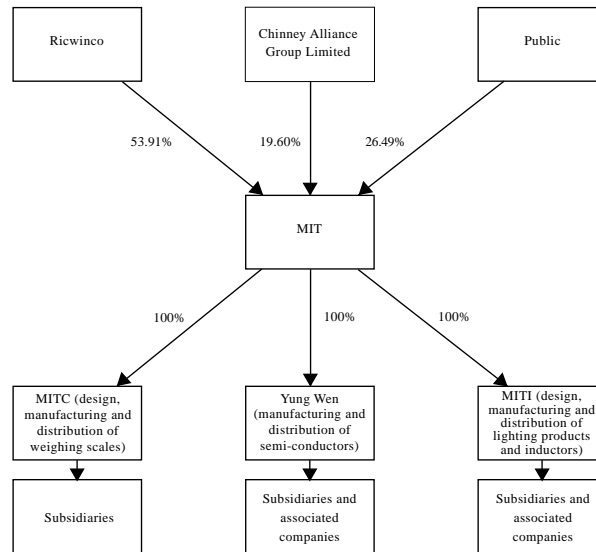 Ricwinco
Chinney Alliance
Group Limited
Public
53.91%
19.60%
26.49%
MIT
100%
100%
100%
MITC (design,
manufacturing and
distribution of
weighing scales)
Yung Wen
(manufacturing and
distribution of
semi-conductors)
MITI (design,
manufacturing and
distribution of
lighting products
and inductors)
Subsidiaries
Subsidiaries and
associated
companies
Subsidiaries and
associated
companies